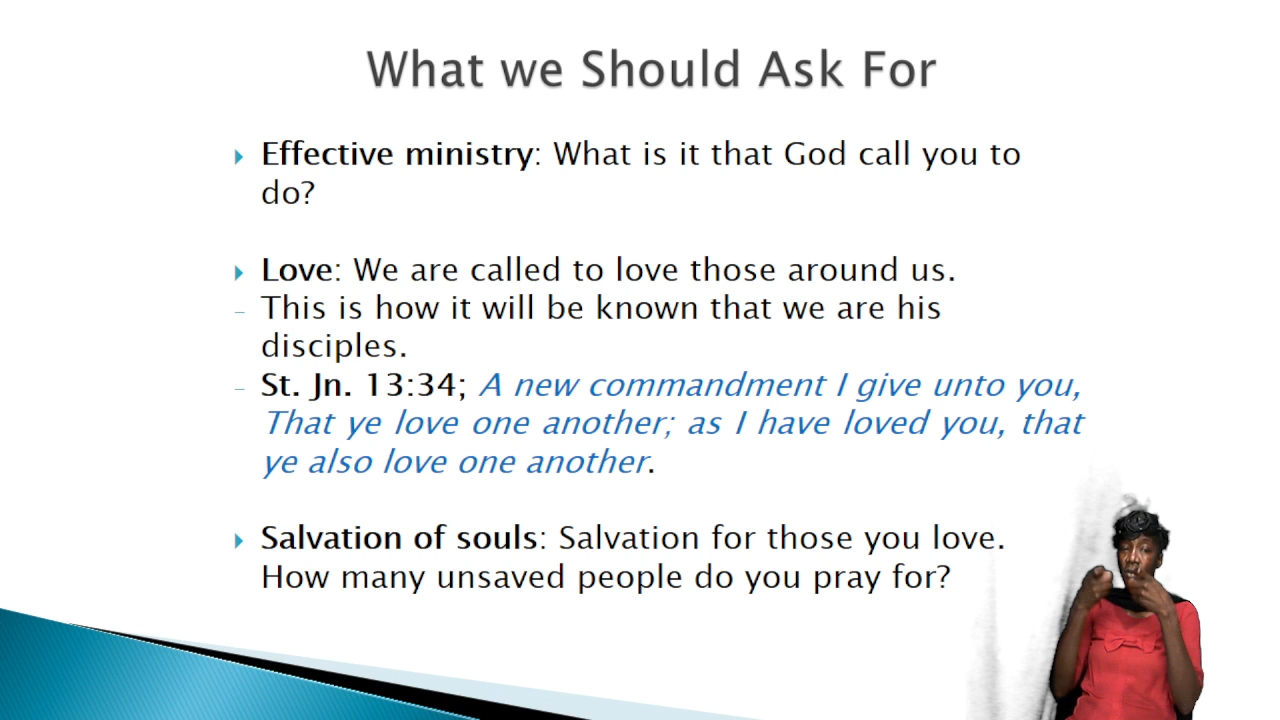 What we Should Ask For
Effective ministry: What is it that God call you to
do?
Love: We are called to love those around us.
This is how it will be known that we are his
disciples.
St. Jn. 13:34; A new commandment I give unto you,
That ye love one another; as I have loved you, that
ye also love one another.
Salvation of souls: Salvation for those you love.
How many unsaved people do you pray for?